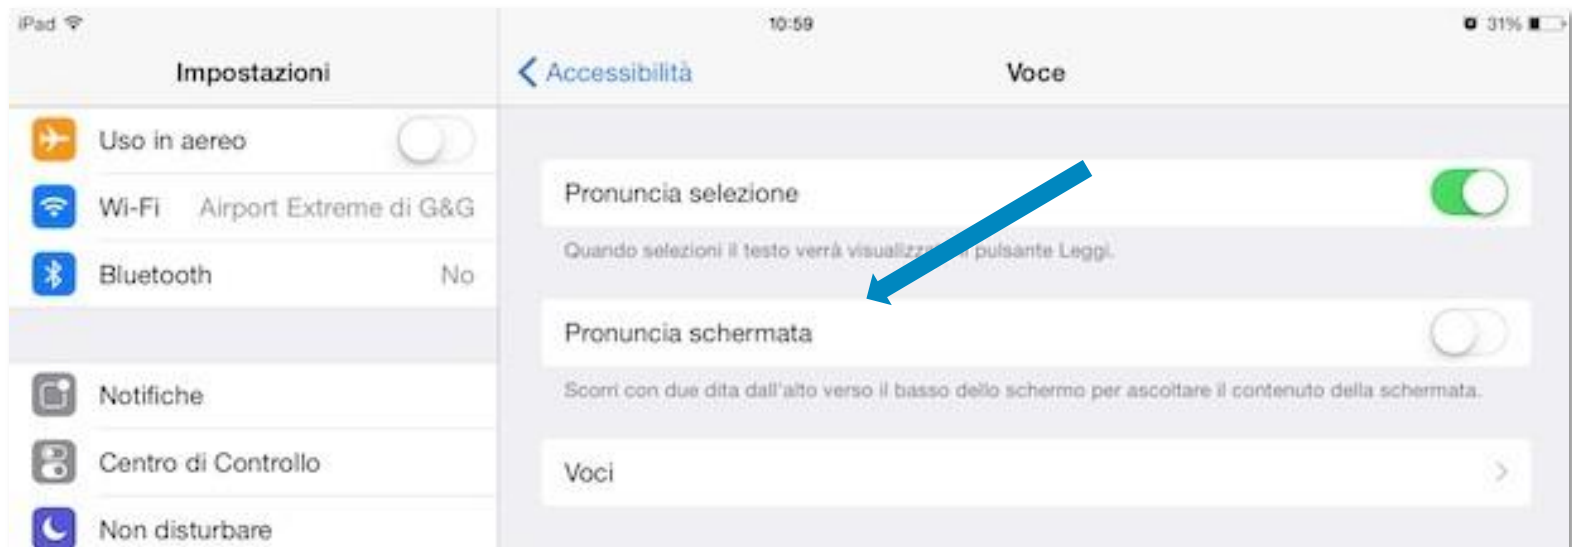 iPad 10:59 31%
Impostazioni
Accessibilità
Voce
Uso in aereo
Wi-Fi Airport Extreme di G&G
Bluetooth No
Notifiche
Centro di Controllo
Non disturbare
Pronuncia selezione
Quando selezioni il testo verrà pulsante Leggi.
Pronuncia schermata
Scorri con due dita dall'alto verso il basso dello schermo per ascoltare il contenuto della schermata.
Voci